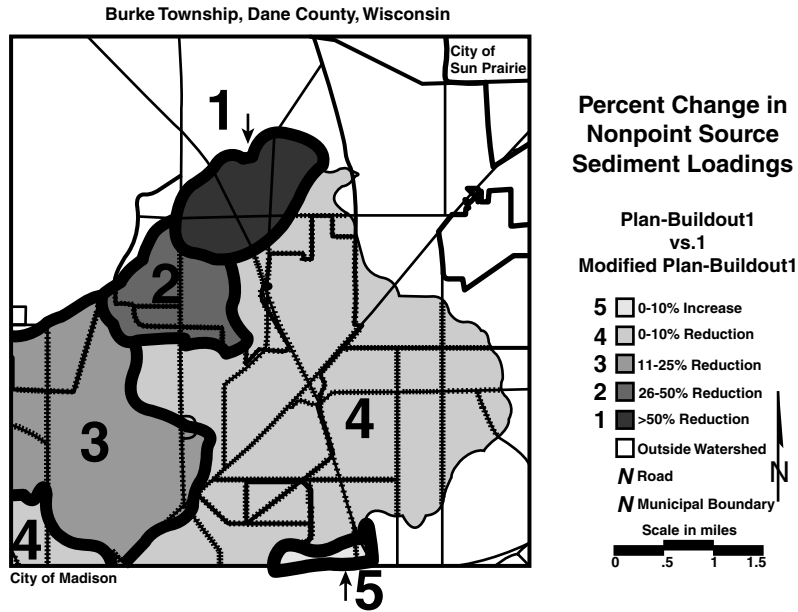 Burke Township, Dane County, Wisconsin
City of
Sun Prairie
1
2
3
4
4
5
City of Madison
Percent Change in
Nonpoint Source
Sediment Loadings
Plan-Buildout1
vs.1
Modified Plan-Buildout1
5 0-10% Increase
4 0-10% Reduction
3 11-25% Reduction
2 26-50% Reduction
1 >50% Reduction
Outside Watershed
N Road
N Municipal Boundary
N
Scale in miles
0 .5 1 1.5